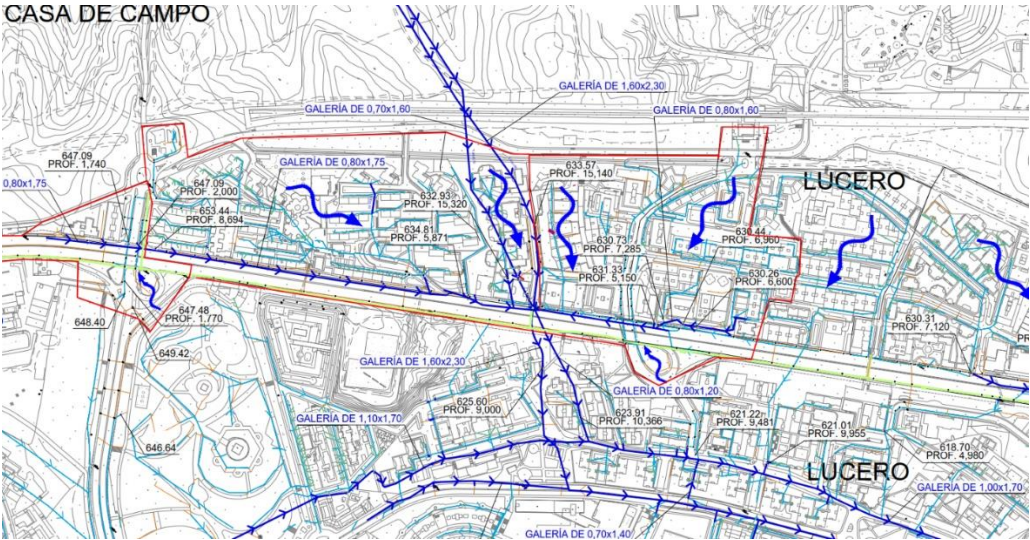 CASA DE CAMPO
GALERÍA DE 1,60x2,30
GALERÍA DE 0,70x1,60
GALERÍA DE 0,80x1,60
647.09
PROF. 1,740
GALERÍA DE 0,80x1,75
633.57
PROF. 15,140
0,80x1,75
647.09
PROF. 2,000
LUCERO
632.93
PROF. 15,320
653.44
PROF. 8,694
634.81
PROF. 5,871
630.73
PROF. 7,285
630.44
PROF. 6,960
631.33
PROF. 5,150
630.26
PROF. 6,600
647.48
PROF. 1,770
630.31
PROF. 7,120
PR
648.40
649.42
GALERÍA DE 1,60x2,30
GALERÍA DE 0,80x1,20
625.60
PROF. 9,000
GALERÍA DE 1,10x1,70
623.91
PROF. 10,366
621.22
PROF. 9,481
621.01
PROF. 9,955
618.70
PROF. 4,980
646.64
LUCERO
GALERÍA DE 1,00x1,70
GALERÍA DE 0,70x1,40